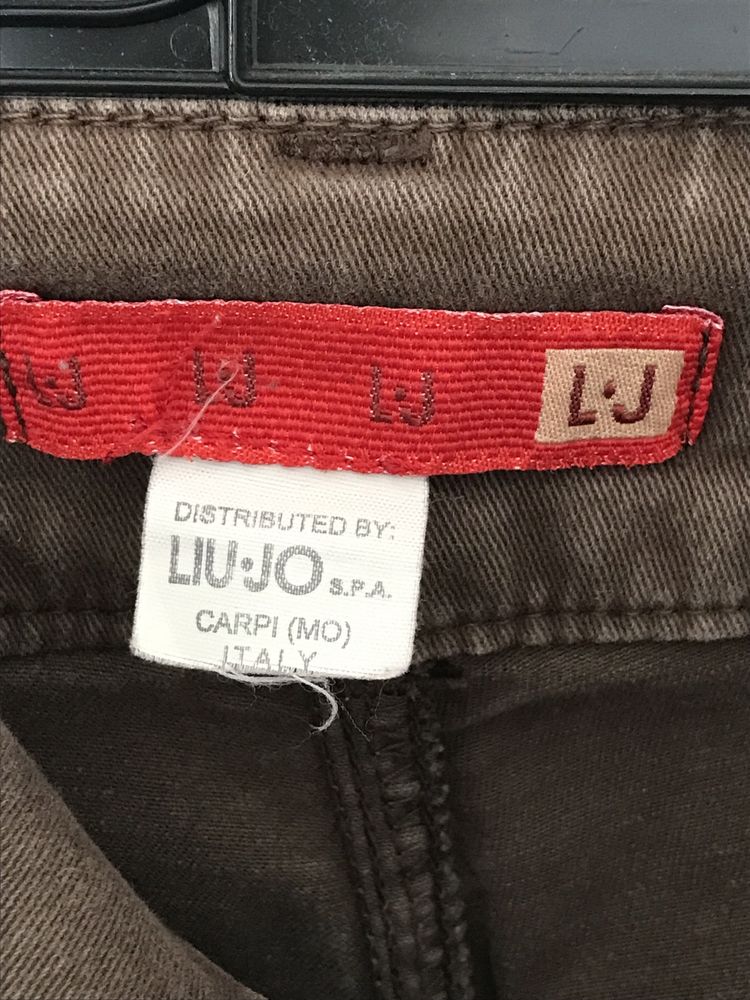 L·J L·J L·J L·J
DISTRIBUTED BY:
LIU·JO S.P.A.
CARPI (MO)
ITALY